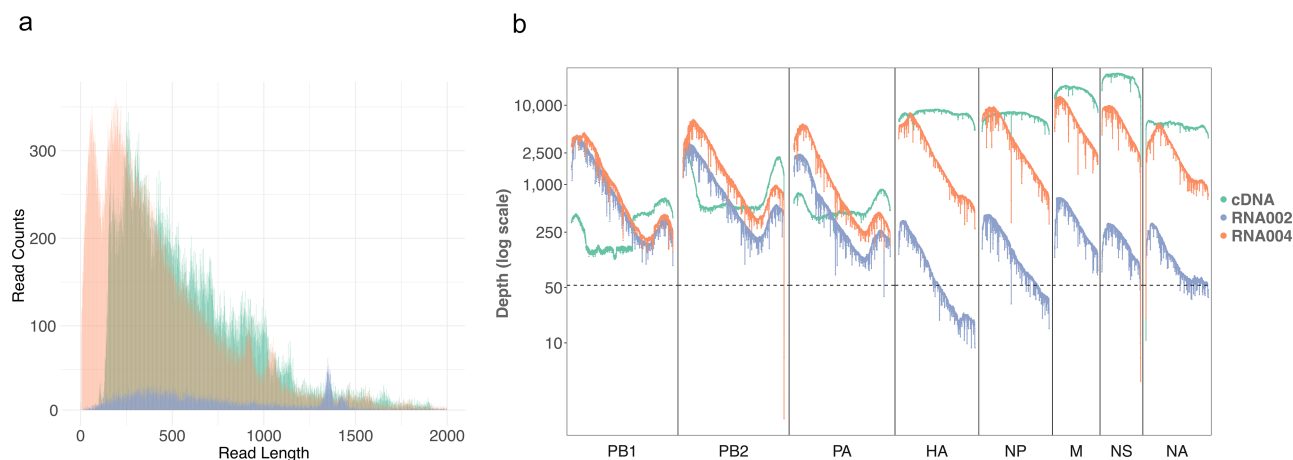 a
Read Counts
300
200
100
0
0 500 1000 1500 2000
Read Length
b
Depth (log scale)
10,000
2,500
1,000
250
50
10
PB1 PB2 PA HA NP M NS NA
cDNA
RNA002
RNA004